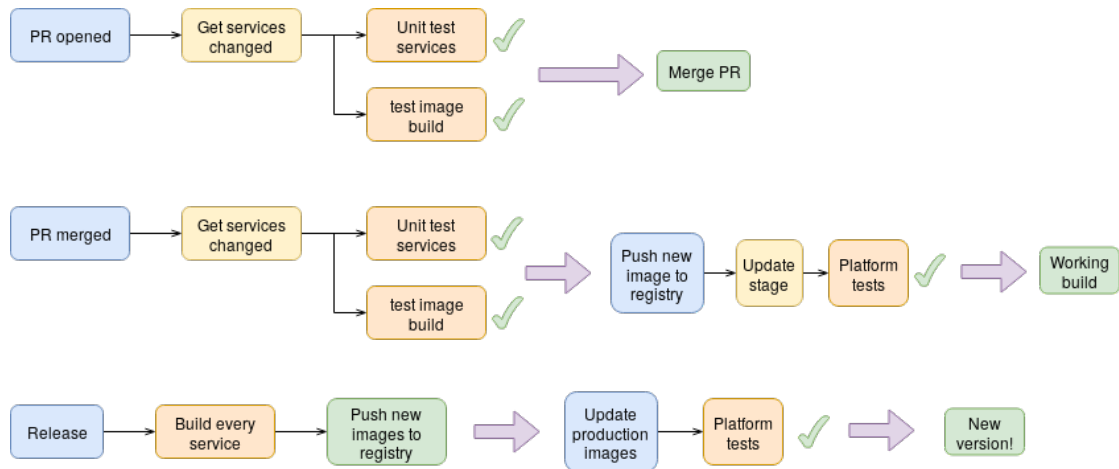 PR opened
Get services
changed
Unit test
services
test image
build
Merge PR
PR merged
Get services
changed
Unit test
services
test image
build
Push new
image to
registry
Update
stage
Platform
tests
Working
build
Release
Build every
service
Push new
images to
registry
Update
production
images
Platform
tests
New
version!